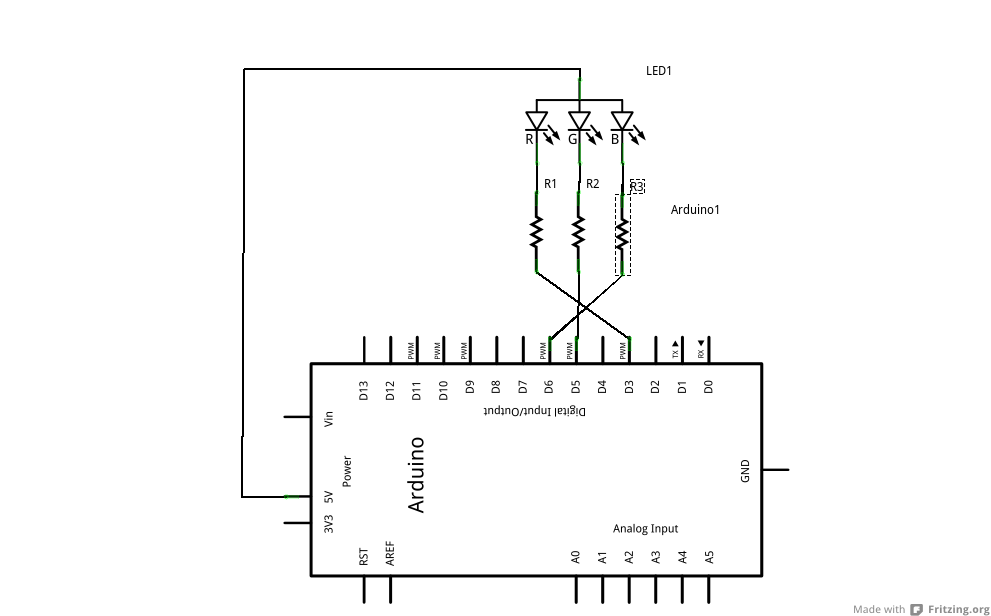 LED1
R G B
R1 R2 R3
Arduino1
PWM PWM PWM PWM PWM PWM TX RX
D13 D12 D11 D10 D9 D8 D7 D6 D5 D4 D3 D2 D1 D0
Digital Input/Output
Vin
Power
Arduino
GND
5V
3V3
Analog Input
RST AREF A0 A1 A2 A3 A4 A5
Made with Fritzing.org